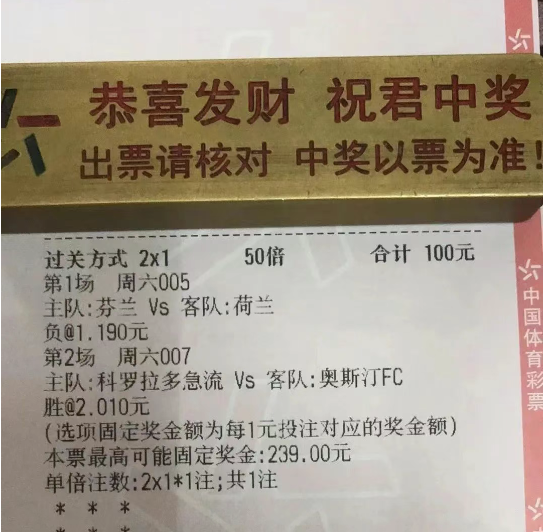 恭喜发财 祝君中奖
出票请核对 中奖以票为准!
过关方式 2x1 50倍 合计 100元
第1场 周六005
主队:芬兰 Vs 客队:荷兰
负@1.190元
第2场 周六007
主队:科罗拉多急流 Vs 客队:奥斯汀FC
胜@2.010元
(选项固定奖金额为每1元投注对应的奖金额)
本票最高可能固定奖金:239.00元
单倍注数:2x1*1注;共1注
* * *
* * *
中国体育彩票